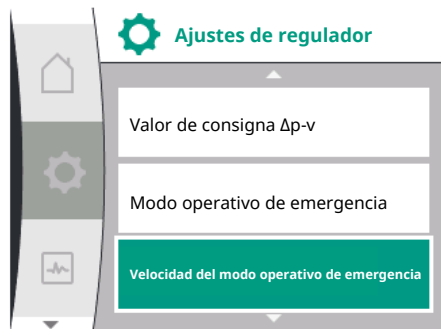 Ajustes de regulador
Valor de consigna Δp-v
Modo operativo de emergencia
Velocidad del modo operativo de emergencia